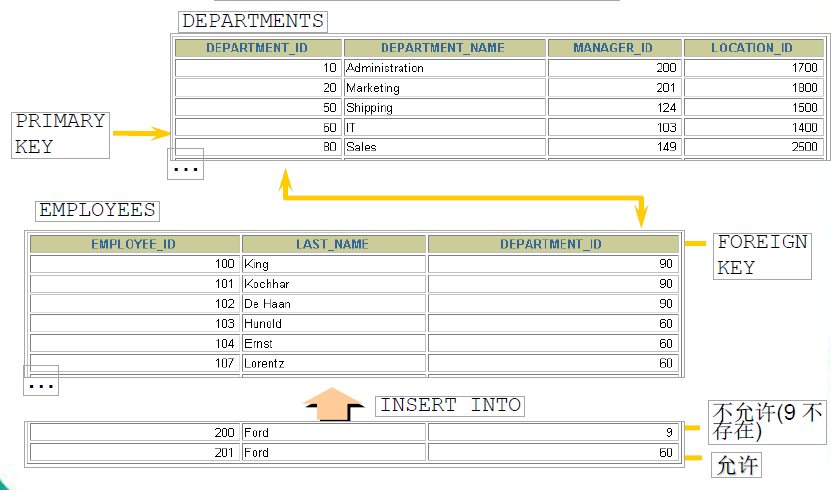 DEPARTMENTS
DEPARTMENT_ID DEPARTMENT_NAME MANAGER_ID LOCATION_ID
10 Administration 200 1700
20 Marketing 201 1800
50 Shipping 124 1500
60 IT 103 1400
80 Sales 149 2500
...
PRIMARY
KEY
EMPLOYEES
EMPLOYEE_ID LAST_NAME DEPARTMENT_ID
100 King 90
101 Kochhar 90
102 De Haan 90
103 Hunold 60
104 Ernst 60
107 Lorentz 60
...
FOREIGN
KEY
INSERT INTO
200 Ford 9
201 Ford 60
不允许(9 不
存在)
允许